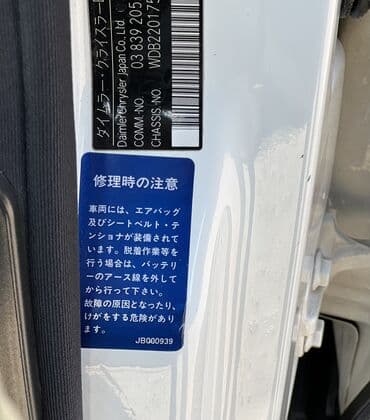 ダイムラー・クライスラー
DaimlerChrysler Japan Co., Ltd.
COMM.-NO. 03 839 205
CHASSIS.-NO. WDB220175
修理時の注意
車両には、エアバッグ
及びシートベルト・テ
ンショナが装備されて
います。脱着作業等を
行う場合は、バッテリ
ーのアース線を外して
から行って下さい。
故障の原因となったり、
けがをする危険があり
ます。
JB000939